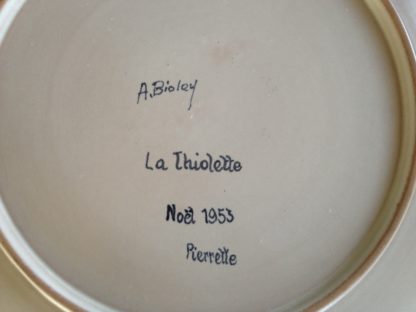 A. Bioley
La Thiolette
Noël 1953
Pierrette